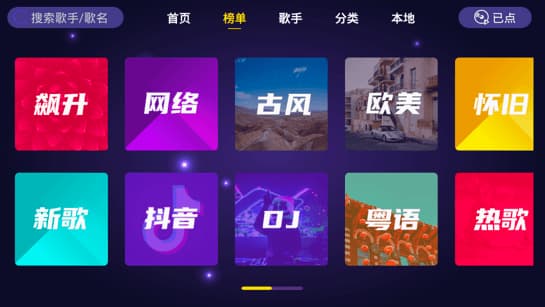 搜索歌手/歌名 首页 榜单 歌手 分类 本地 已点
飙升 网络 古风 欧美 怀旧
新歌 抖音 DJ 粤语 热歌